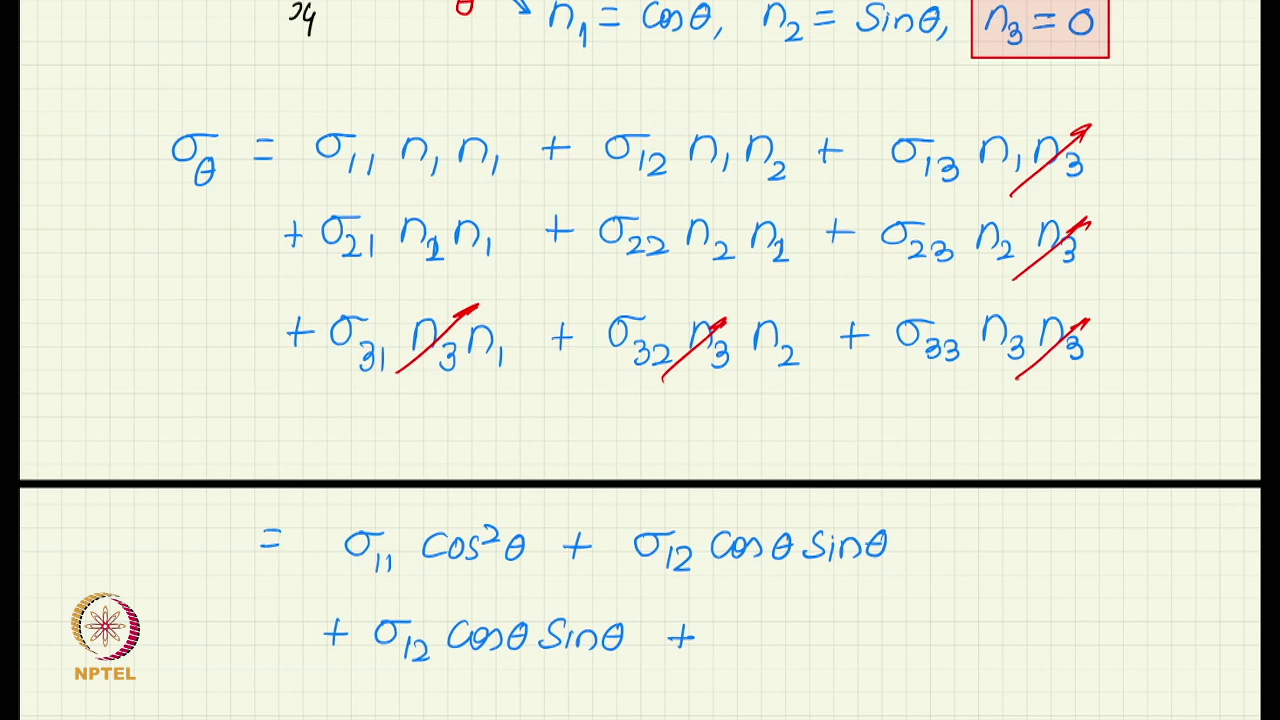 θ n₁ = cosθ, n₂ = sinθ, n₃ = 0
σ_θ = σ₁₁ n₁ n₁ + σ₁₂ n₁ n₂ + σ₁₃ n₁ n₃
+ σ₂₁ n₂ n₁ + σ₂₂ n₂ n₂ + σ₂₃ n₂ n₃
+ σ₃₁ n₃ n₁ + σ₃₂ n₃ n₂ + σ₃₃ n₃ n₃
= σ₁₁ cos²θ + σ₁₂ cosθ sinθ
+ σ₁₂ cosθ sinθ +
NPTEL